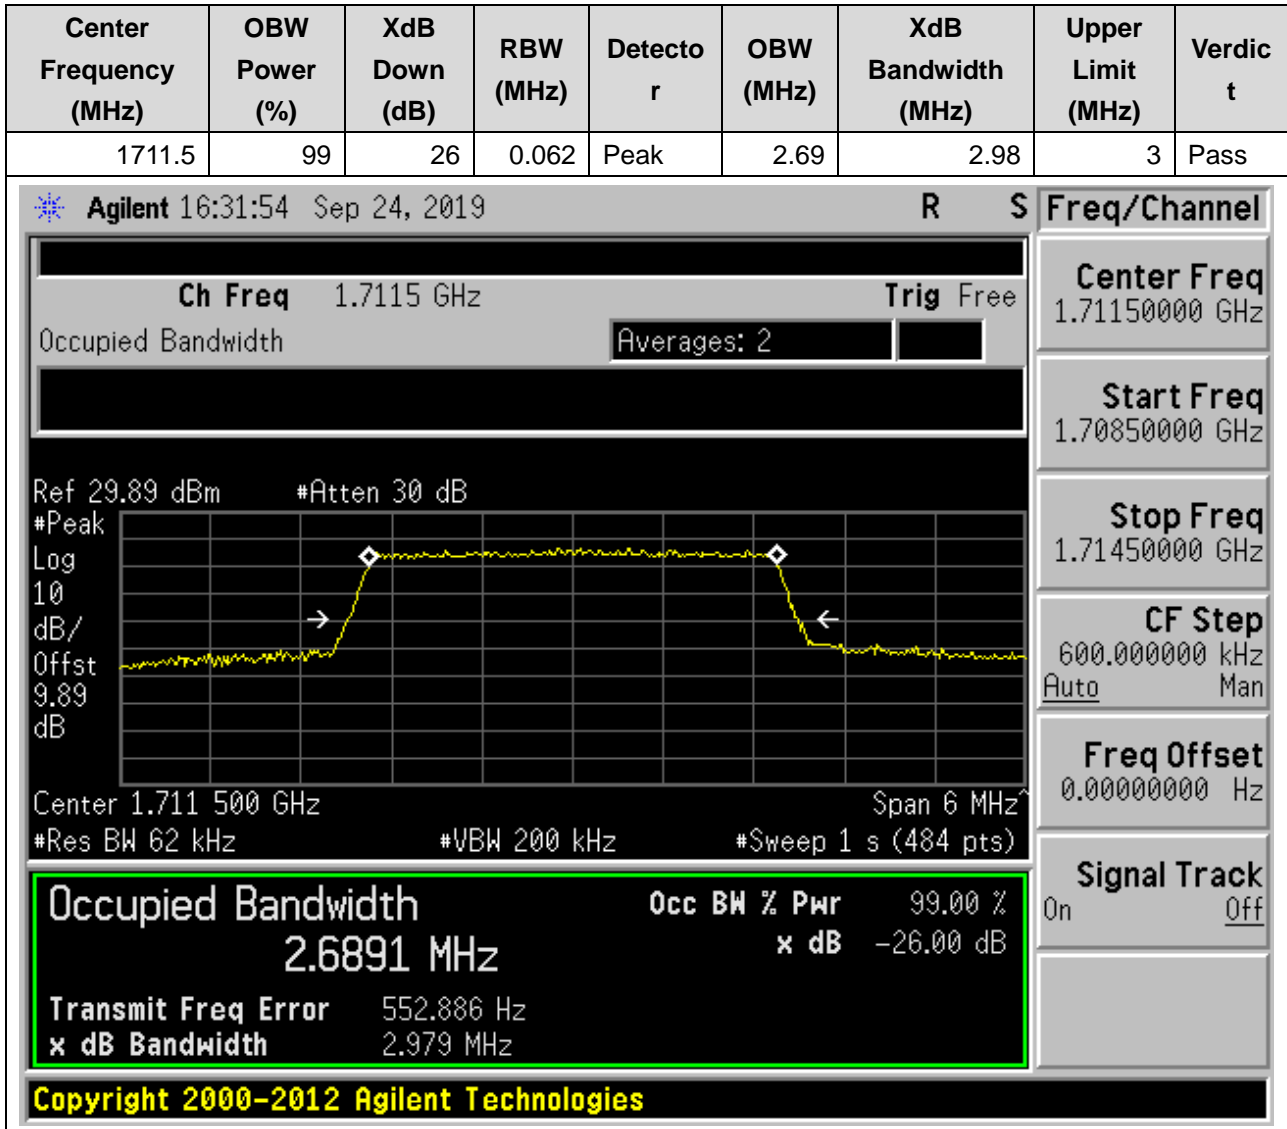 Center Frequency (MHz) OBW Power (%) XdB Down (dB) RBW (MHz) Detecto r OBW (MHz) XdB Bandwidth (MHz) Upper Limit (MHz) Verdic t
1711.5 99 26 0.062 Peak 2.69 2.98 3 Pass
Agilent 16:31:54 Sep 24, 2019 R S Freq/Channel
Ch Freq 1.7115 GHz Trig Free
Occupied Bandwidth Averages: 2
Center Freq
1.71150000 GHz
Start Freq
1.70850000 GHz
Stop Freq
1.71450000 GHz
CF Step
600.000000 kHz
Auto Man
Freq Offset
0.00000000 Hz
Signal Track
On Off
Ref 29.89 dBm #Atten 30 dB
#Peak
Log
10
dB/
Offst
9.89
dB
Center 1.711 500 GHz Span 6 MHz^
#Res BW 62 kHz #VBW 200 kHz #Sweep 1 s (484 pts)
Occupied Bandwidth Occ BW % Pwr 99.00 %
2.6891 MHz x dB -26.00 dB
Transmit Freq Error 552.886 Hz
x dB Bandwidth 2.979 MHz
Copyright 2000-2012 Agilent Technologies